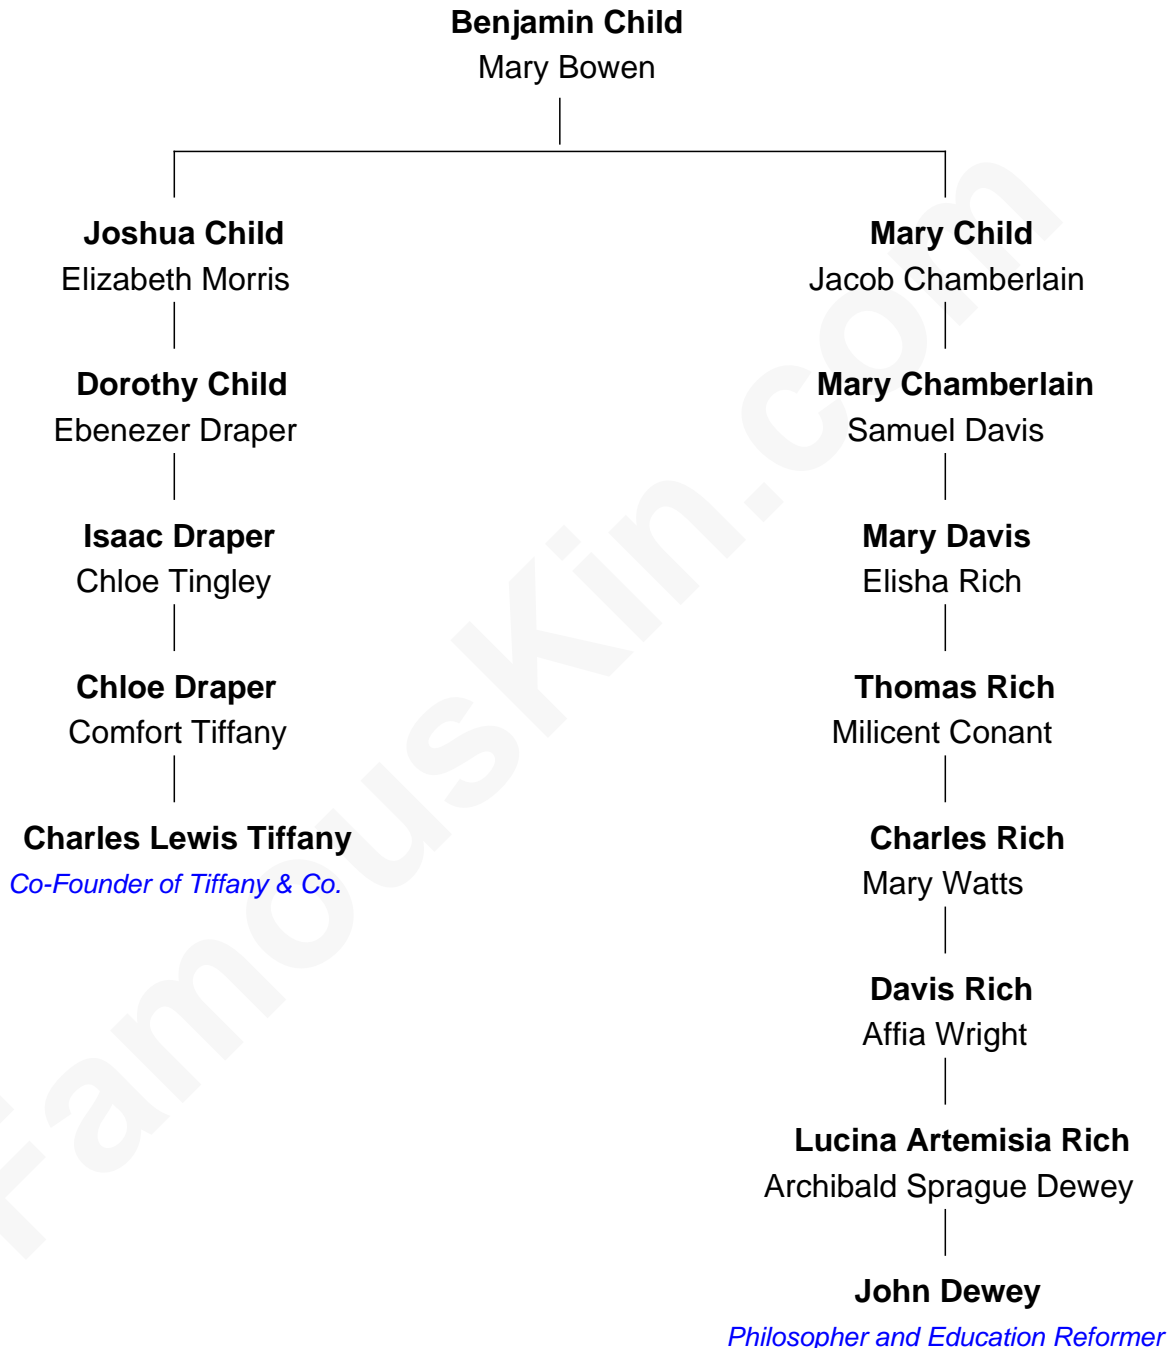 Benjamin Child
Mary Bowen
Joshua Child
Elizabeth Morris
Mary Child
Jacob Chamberlain
Dorothy Child
Ebenezer Draper
Mary Chamberlain
Samuel Davis
Isaac Draper
Chloe Tingley
Mary Davis
Elisha Rich
Chloe Draper
Comfort Tiffany
Thomas Rich
Milicent Conant
Charles Lewis Tiffany
Co-Founder of Tiffany & Co.
Charles Rich
Mary Watts
Davis Rich
Affia Wright
Lucina Artemisia Rich
Archibald Sprague Dewey
John Dewey
Philosopher and Education Reformer
FamousKin.com